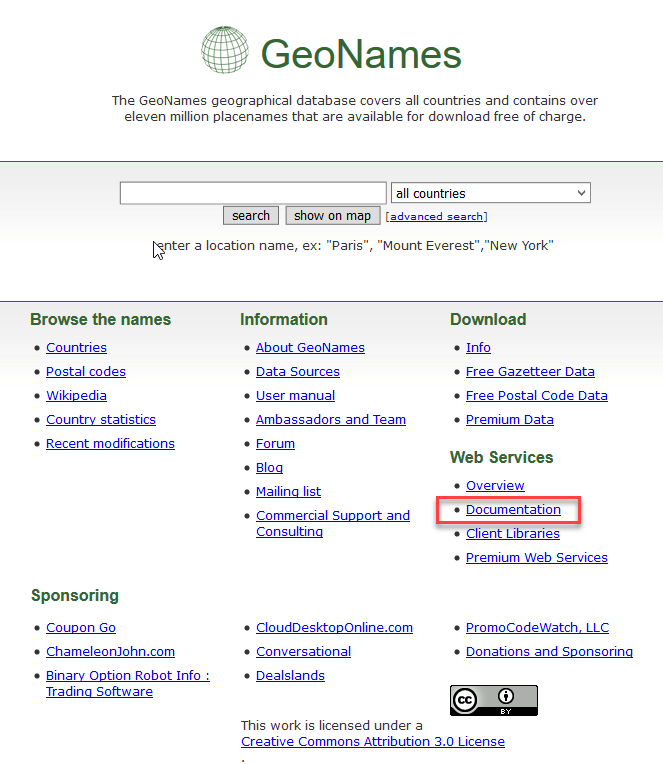 GeoNames
The GeoNames geographical database covers all countries and contains over
eleven million placenames that are available for download free of charge.
all countries
search
show on map
[advanced search]
enter a location name, ex: "Paris", "Mount Everest","New York"
Browse the names
Countries
Postal codes
Wikipedia
Country statistics
Recent modifications
Information
About GeoNames
Data Sources
User manual
Ambassadors and Team
Forum
Blog
Mailing list
Commercial Support and
Consulting
Download
Info
Free Gazetteer Data
Free Postal Code Data
Premium Data
Web Services
Overview
Documentation
Client Libraries
Premium Web Services
Sponsoring
Coupon Go
ChameleonJohn.com
Binary Option Robot Info :
Trading Software
CloudDesktopOnline.com
Conversational
Dealslands
PromoCodeWatch, LLC
Donations and Sponsoring
cc
BY
This work is licensed under a
Creative Commons Attribution 3.0 License
.